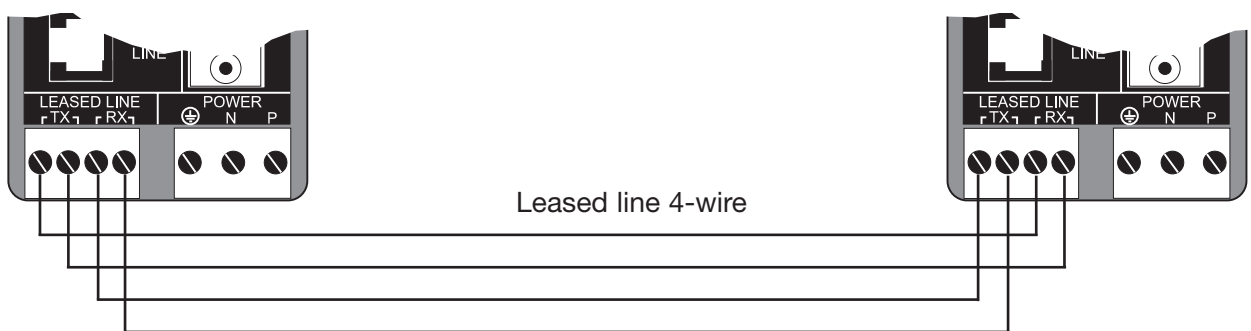 LINE
LEASED LINE
TX RX
POWER
N P
Leased line 4-wire
LINE
LEASED LINE
TX RX
POWER
N P